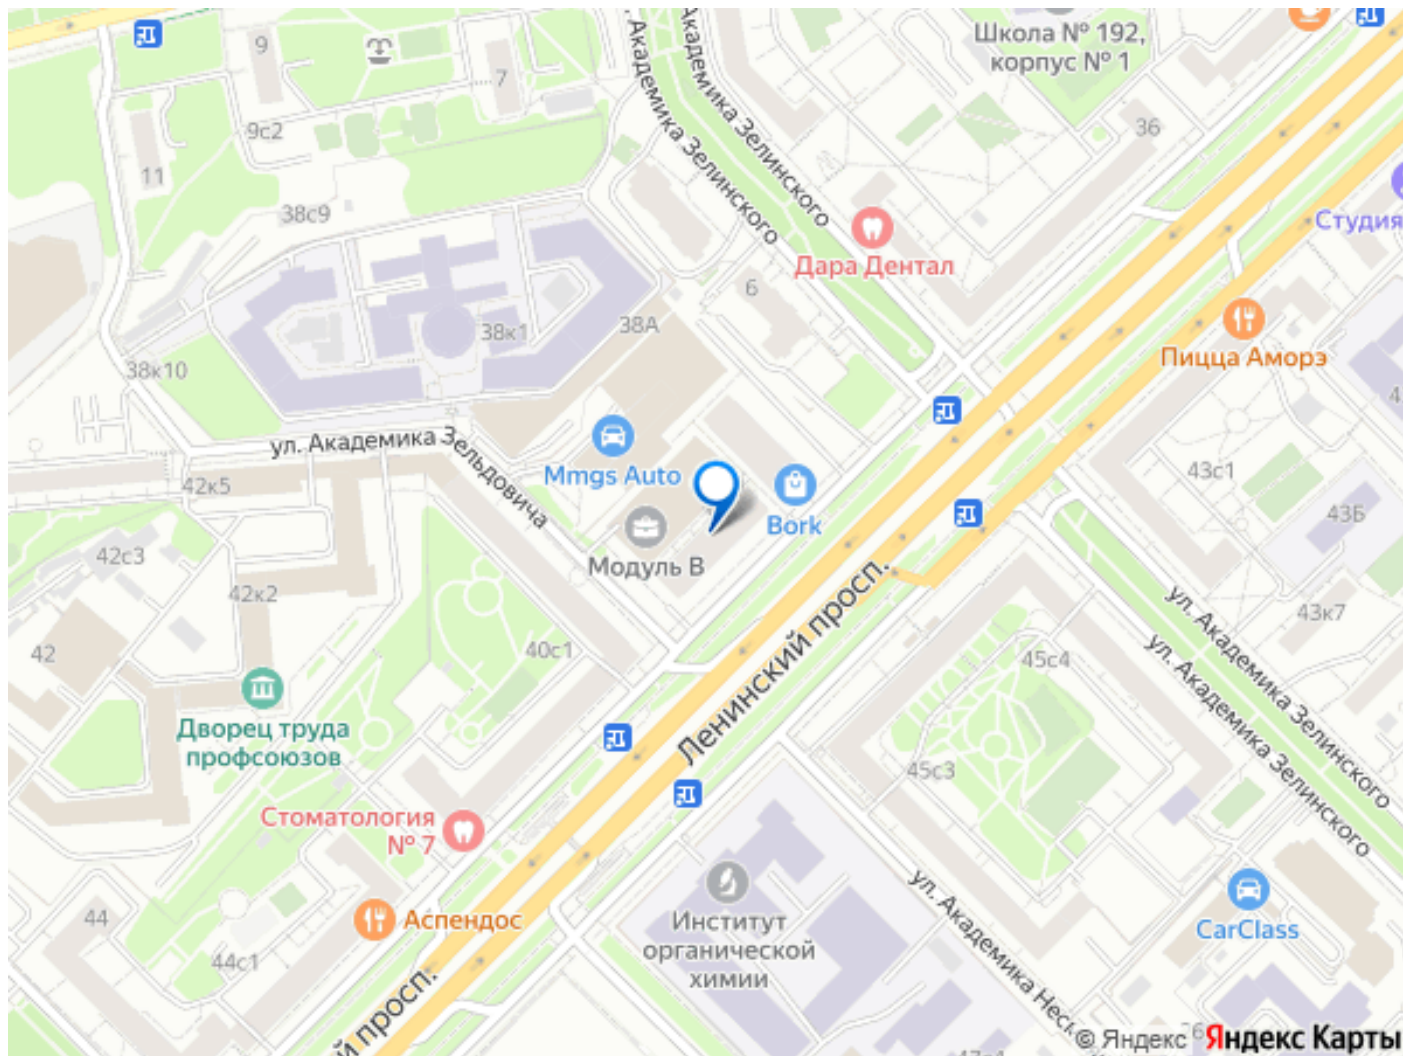 Школа № 192,
корпус № 1
9
7
ул. Академика Зелинского
Академика Зелинского
36
9с2
11
38с9
Студия
Дара Дентал
6
38А
38к1
Пицца Аморэ
38к10
ул. Академика Зельдовича
Mmgs Auto
43с1
42к5
Bork
43Б
42с3
Модуль В
42к2
43к7
42
40с1
45с4
Ленинский просп.
ул. Академика Зелинского
ул. Академика Зелинского
Дворец труда
профсоюзов
45с3
Стоматология
№ 7
Институт
органической
химии
ул. Академика Нес
44
Аспендос
CarClass
44с1
й просп.
47с4
© Яндекс Яндекс Карты